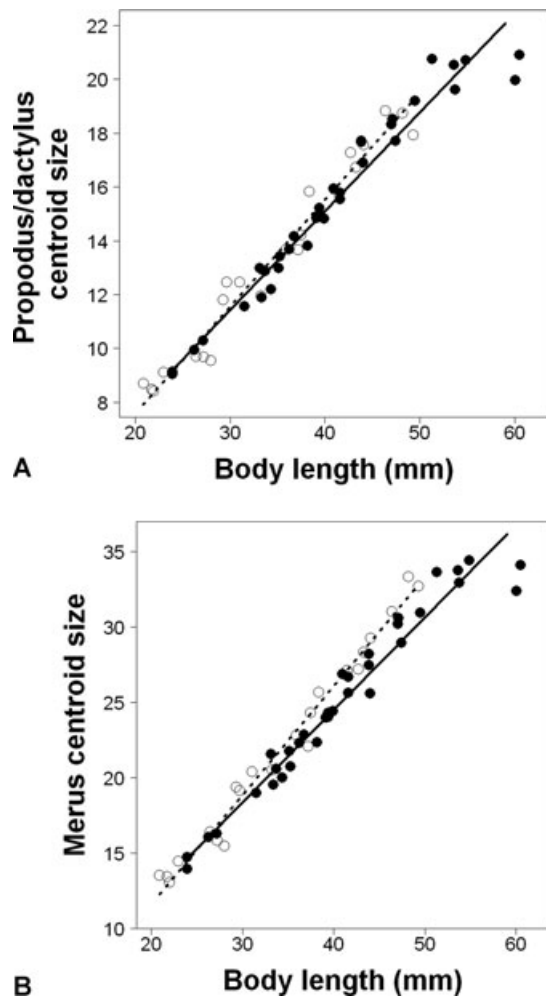 22
20
18
16
14
12
10
8
Propodus/dactylus
centroid size
20 30 40 50 60
A
Body length (mm)
35
30
25
20
15
10
Merus centroid size
20 30 40 50 60
B
Body length (mm)